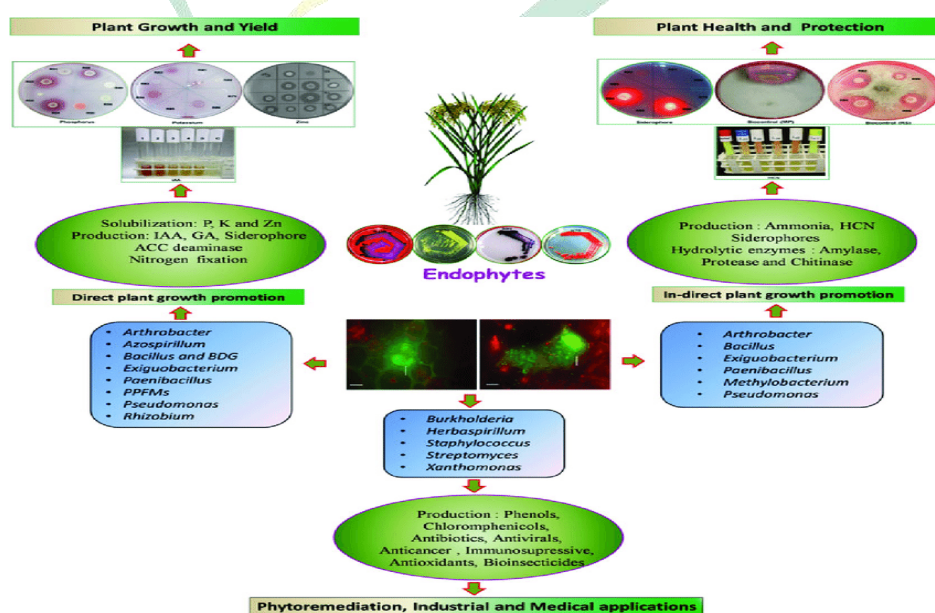 Plant Growth and Yield
Plant Health and Protection
Phosphorus
Potassium
Zinc
Siderophore
IAA
HCN
Solubilization: P, K and Zn
Production: IAA, GA, Siderophore
ACC deaminase
Nitrogen fixation
Production : Ammonia, HCN
Siderophores
Hydrolytic enzymes : Amylase,
Protease and Chitinase
Endophytes
Direct plant growth promotion
In-direct plant growth promotion
• Arthrobacter
• Azospirillum
• Bacillus and BDG
• Exiguobacterium
• Paenibacillus
• PPFMs
• Pseudomonas
• Rhizobium
• Arthrobacter
• Bacillus
• Exiguobacterium
• Paenibacillus
• Methylobacterium
• Pseudomonas
• Burkholderia
• Herbaspirillum
• Staphylococcus
• Streptomyces
• Xanthomonas
Production : Phenols,
Chloromphenicols,
Antibiotics, Antivirals,
Anticancer , Immunosupressive,
Antioxidants, Bioinsecticides
Phytoremediation, Industrial and Medical applications